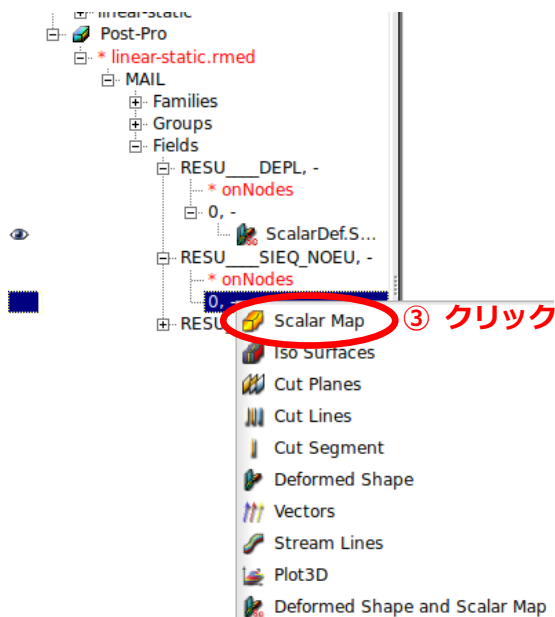 linear-static
Post-Pro
* linear-static.rmed
MAIL
Families
Groups
Fields
RESU____DEPL, -
* onNodes
0, -
ScalarDef.S...
RESU____SIEQ_NOEU, -
* onNodes
0, -
RESU
Scalar Map
③ クリック
Iso Surfaces
Cut Planes
Cut Lines
Cut Segment
Deformed Shape
Vectors
Stream Lines
Plot3D
Deformed Shape and Scalar Map